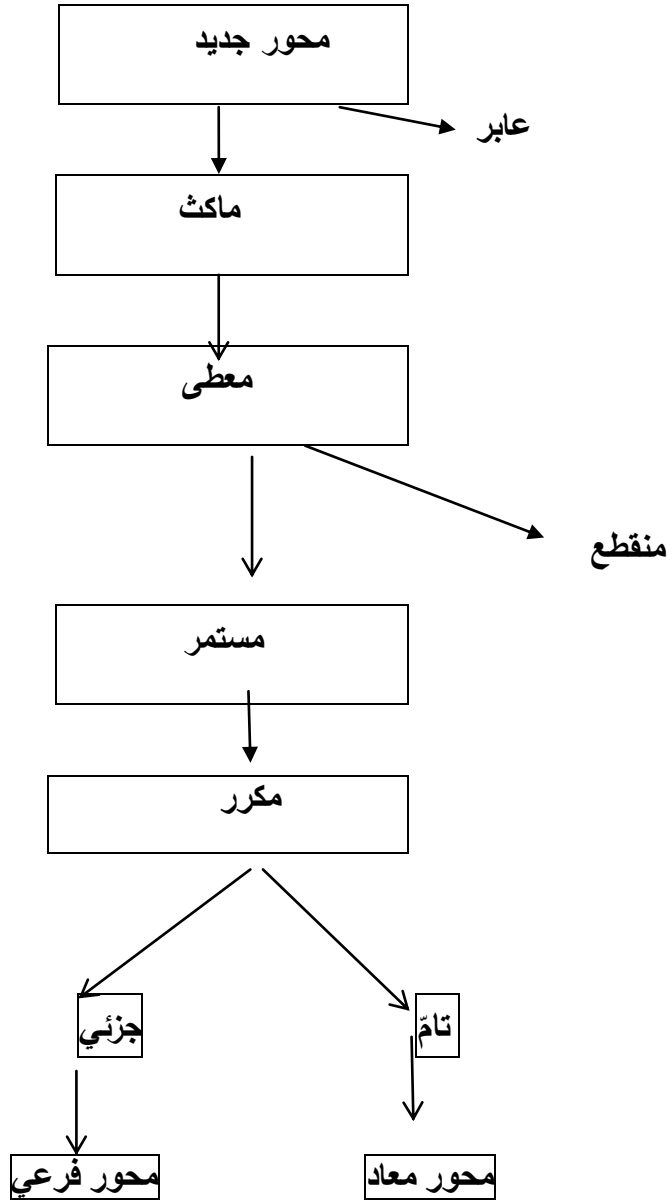 محور جديد
عابر
ماكث
معطى
منقطع
مستمر
مكرر
تامّ
جزئي
محور معاد
محور فرعي